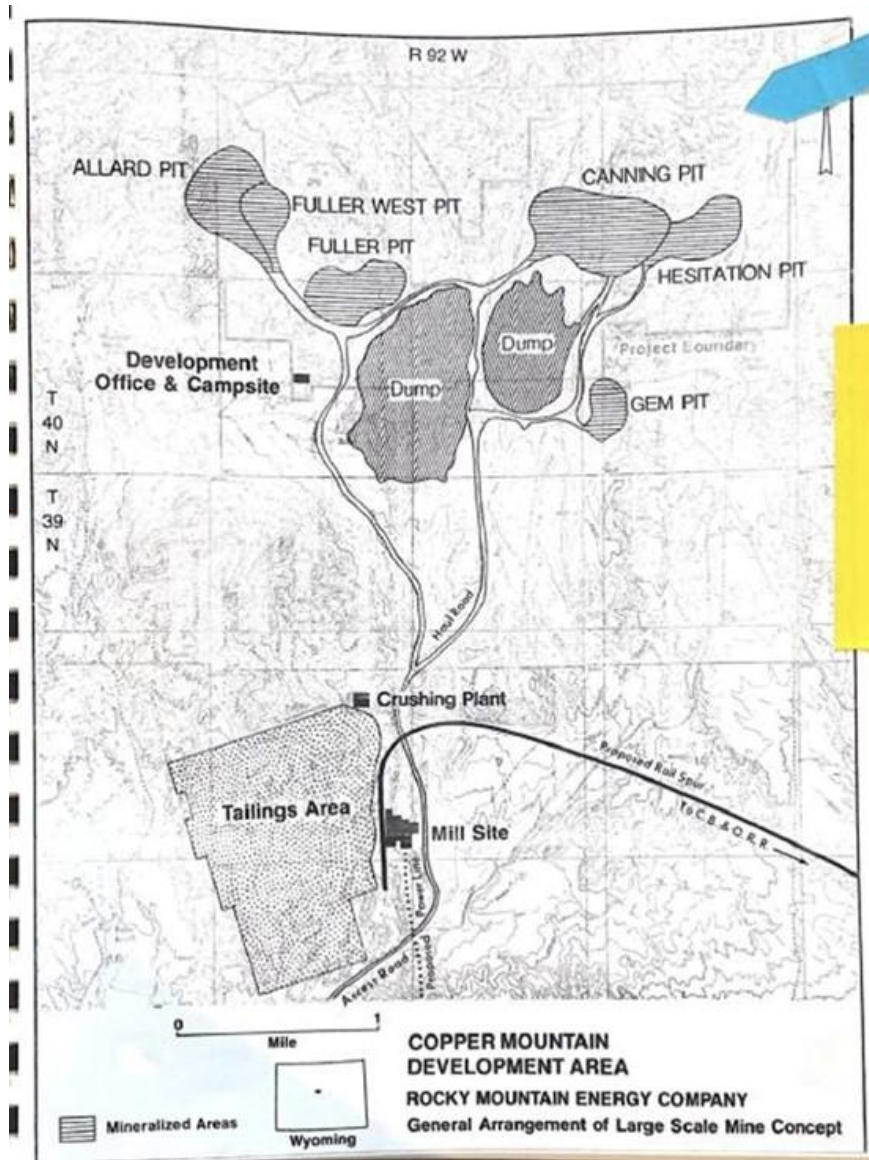 R 92 W
ALLARD PIT
CANNING PIT
FULLER WEST PIT
FULLER PIT
HESITATION PIT
Development
Office & Campsite
Dump
Dump
Project Boundary
GEM PIT
T
40
N
T
39
N
Haul Road
Crushing Plant
Proposed Rail Spur
To C. B. & Q. R. R.
Tailings Area
Mill Site
Proposed Power Line
Access Road
0 1
Mile
COPPER MOUNTAIN
DEVELOPMENT AREA
ROCKY MOUNTAIN ENERGY COMPANY
General Arrangement of Large Scale Mine Concept
Mineralized Areas
Wyoming